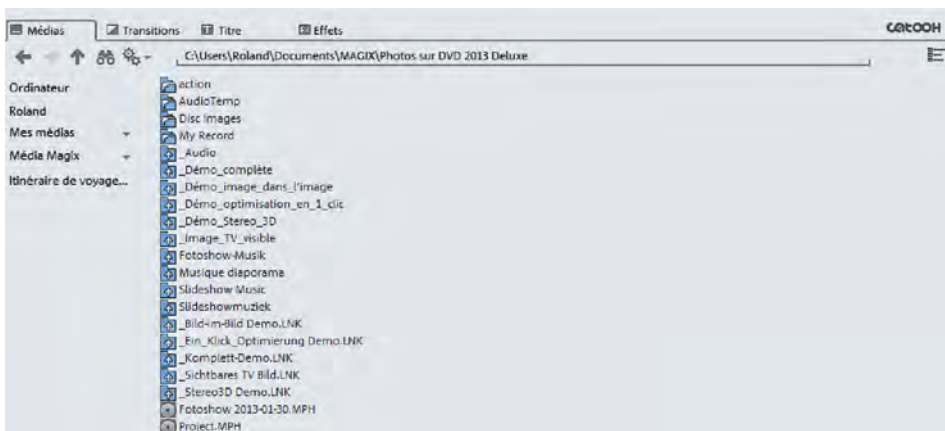 Médias Transitions Titre Effets CATOOH
C:\Users\Roland\Documents\MAGIX\Photos sur DVD 2013 Deluxe
Ordinateur
Roland
Mes médias
Média Magix
Itinéraire de voyage...
action
AudioTemp
Disc Images
My Record
_Audio
_Démo_complète
_Démo_image_dans_l'image
_Démo_optimisation_en_1_clic
_Démo_Stereo_3D
_Image_TV_visible
Fotoshow-Musik
Musique diaporama
Slideshow Music
Slideshowmuziek
_Bild-im-Bild Demo.LNK
_Ein_Klick_Optimierung Demo.LNK
_Komplett-Demo.LNK
_Sichtbares TV Bild.LNK
_Stereo3D Demo.LNK
Fotoshow 2013-01-30.MPH
Project.MPH